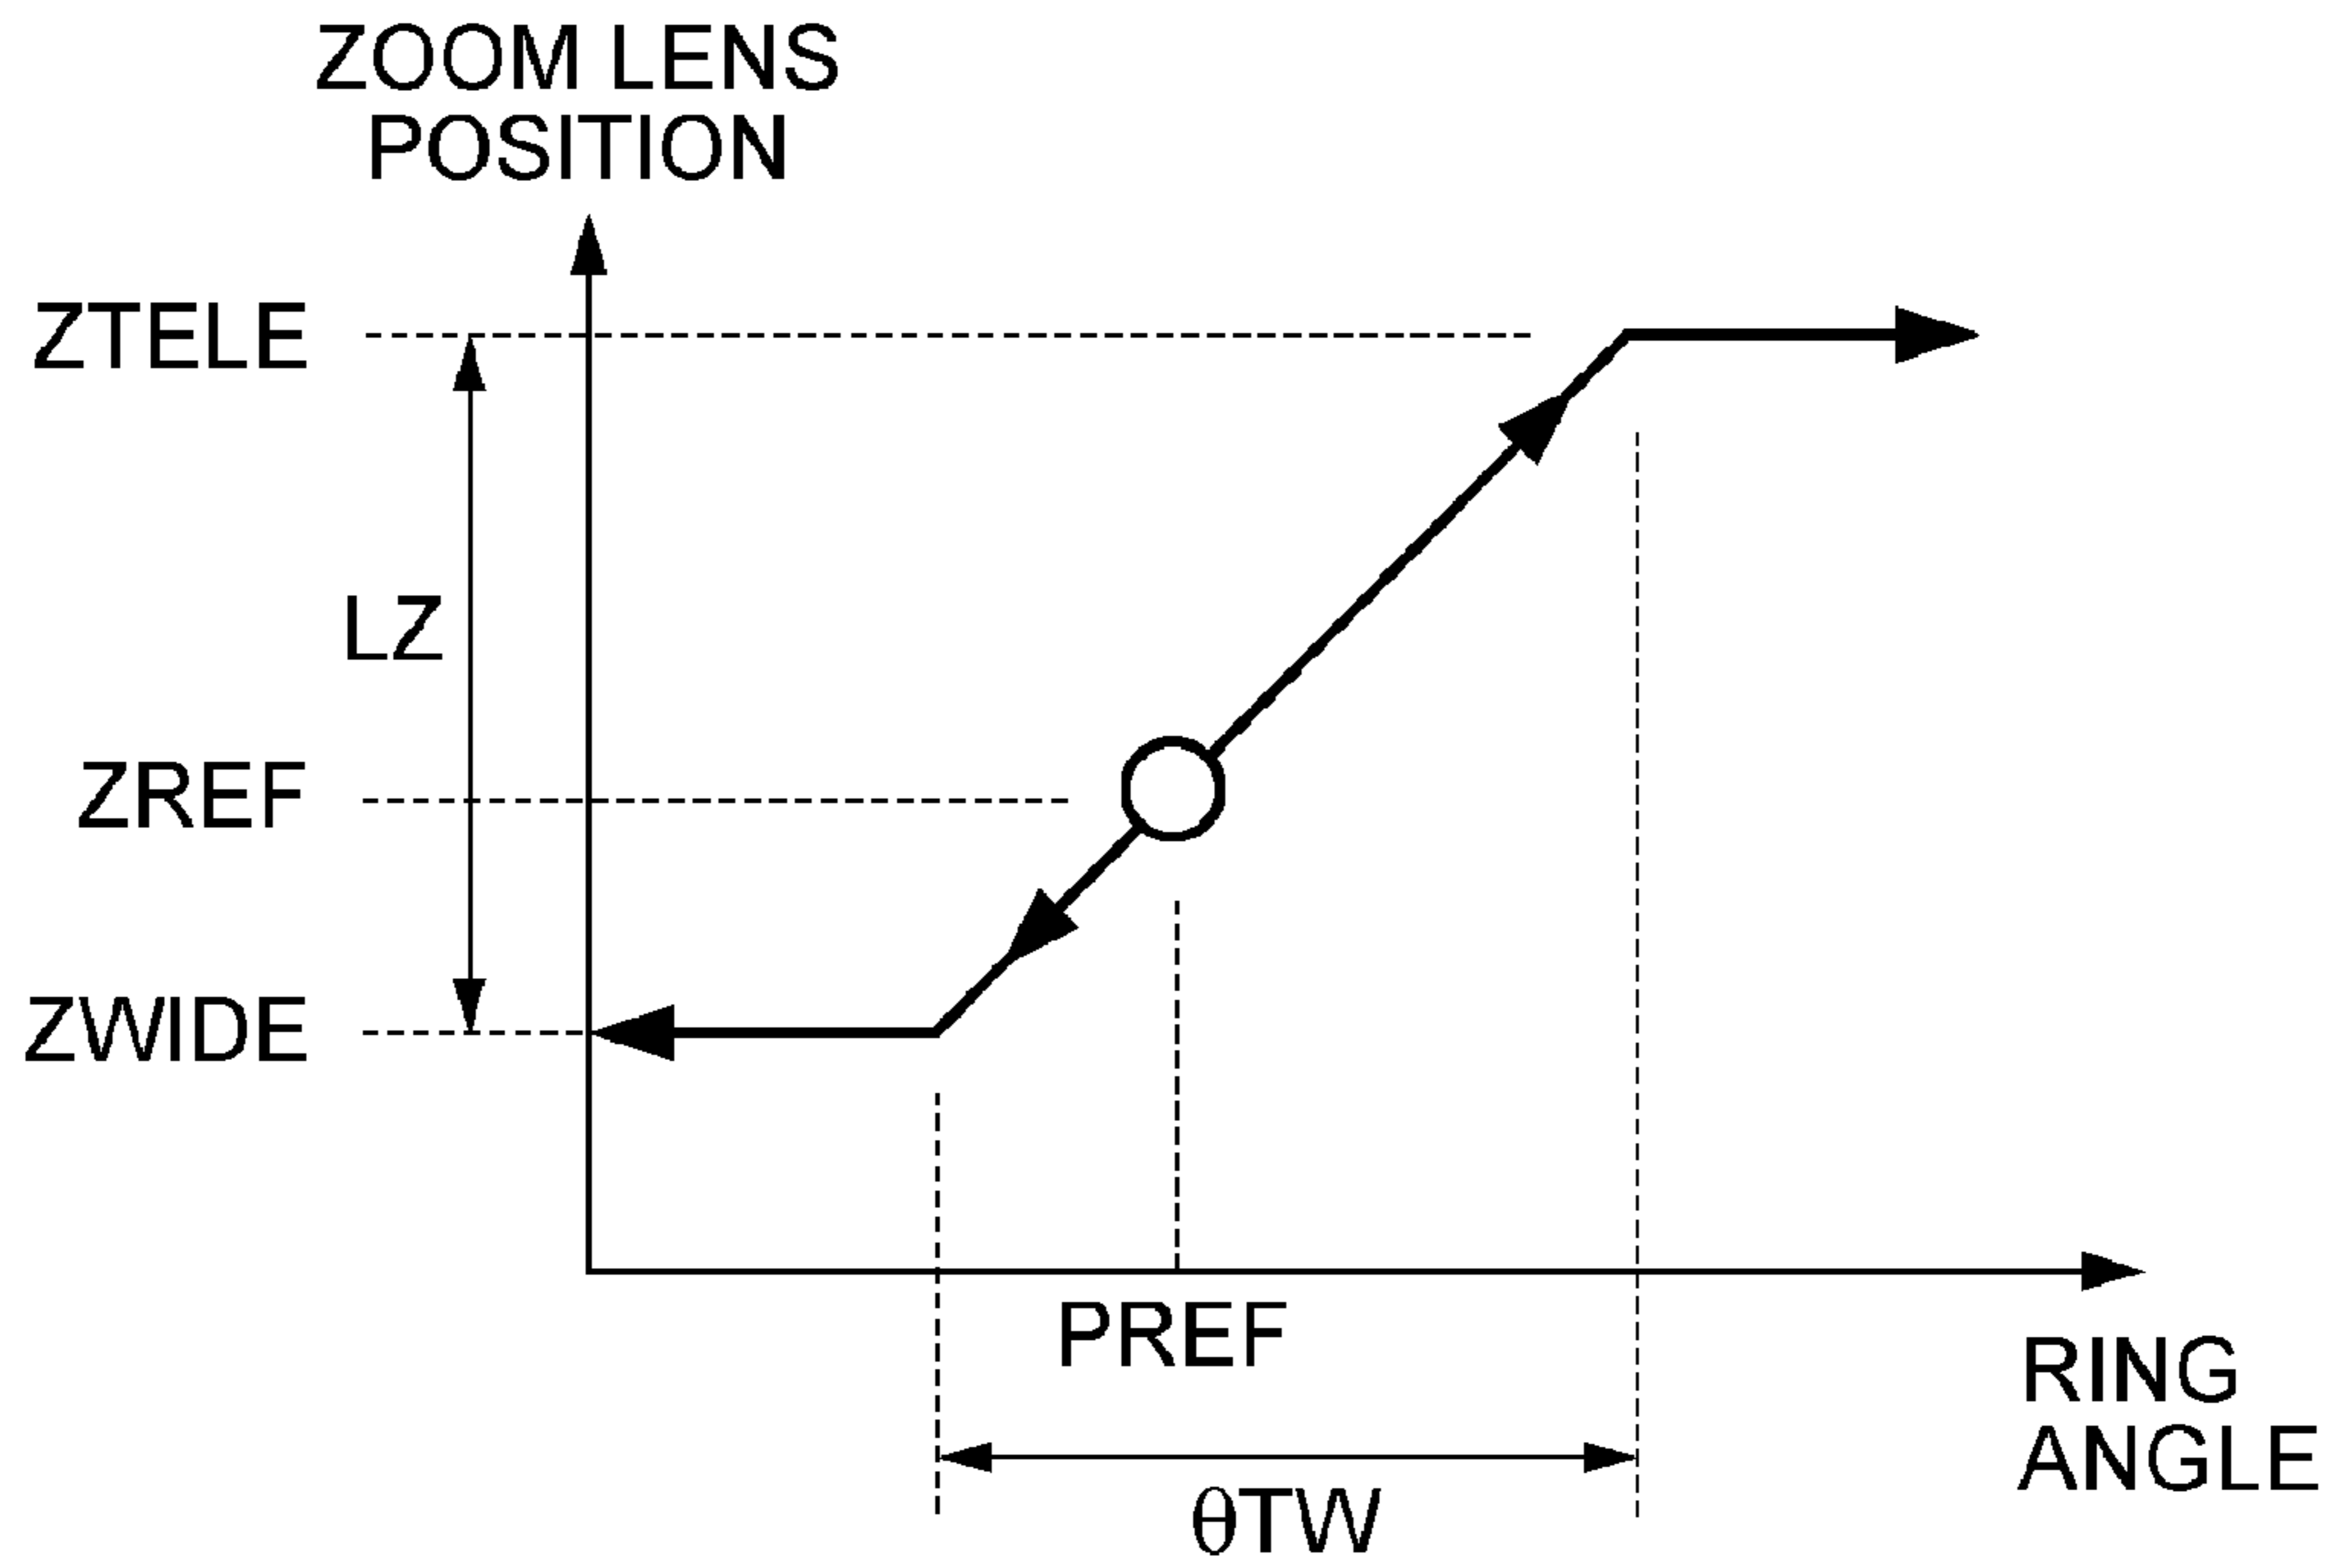 ZOOM LENS
POSITION
ZTELE
LZ
ZREF
ZWIDE
PREF
RING
ANGLE
θTW